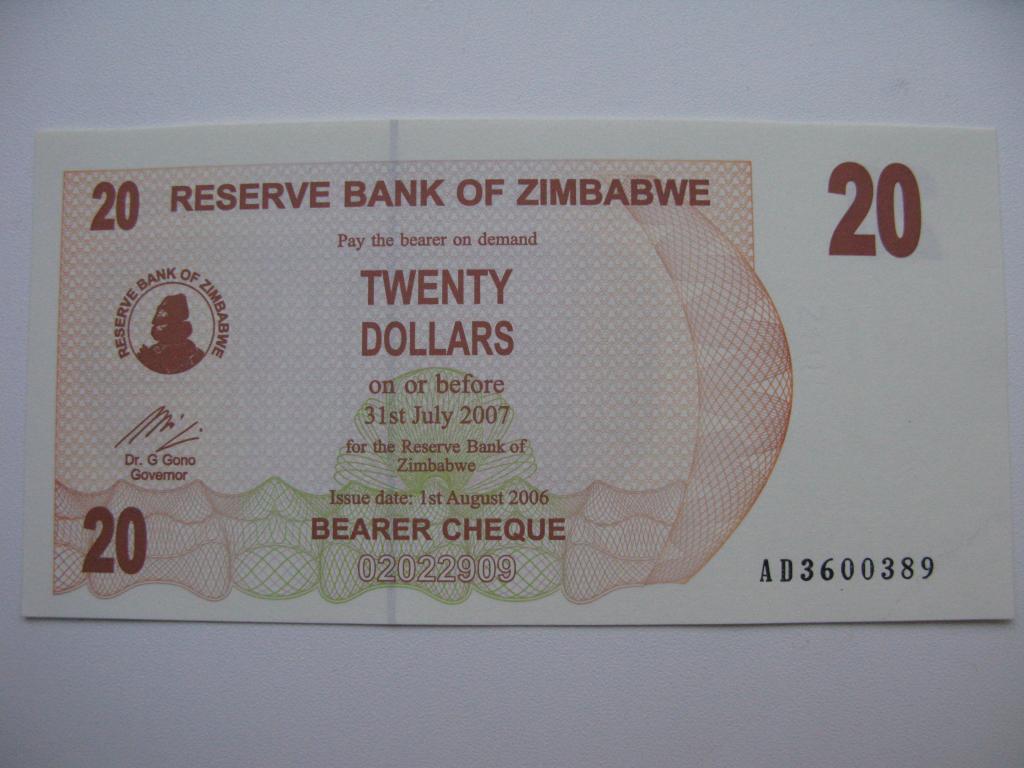 20
RESERVE BANK OF ZIMBABWE
20
Pay the bearer on demand
TWENTY
DOLLARS
RESERVE BANK OF ZIMBABWE
on or before
31st July 2007
for the Reserve Bank of
Zimbabwe
Dr. G Gono
Governor
Issue date: 1st August 2006
20
BEARER CHEQUE
02022909
AD3600389